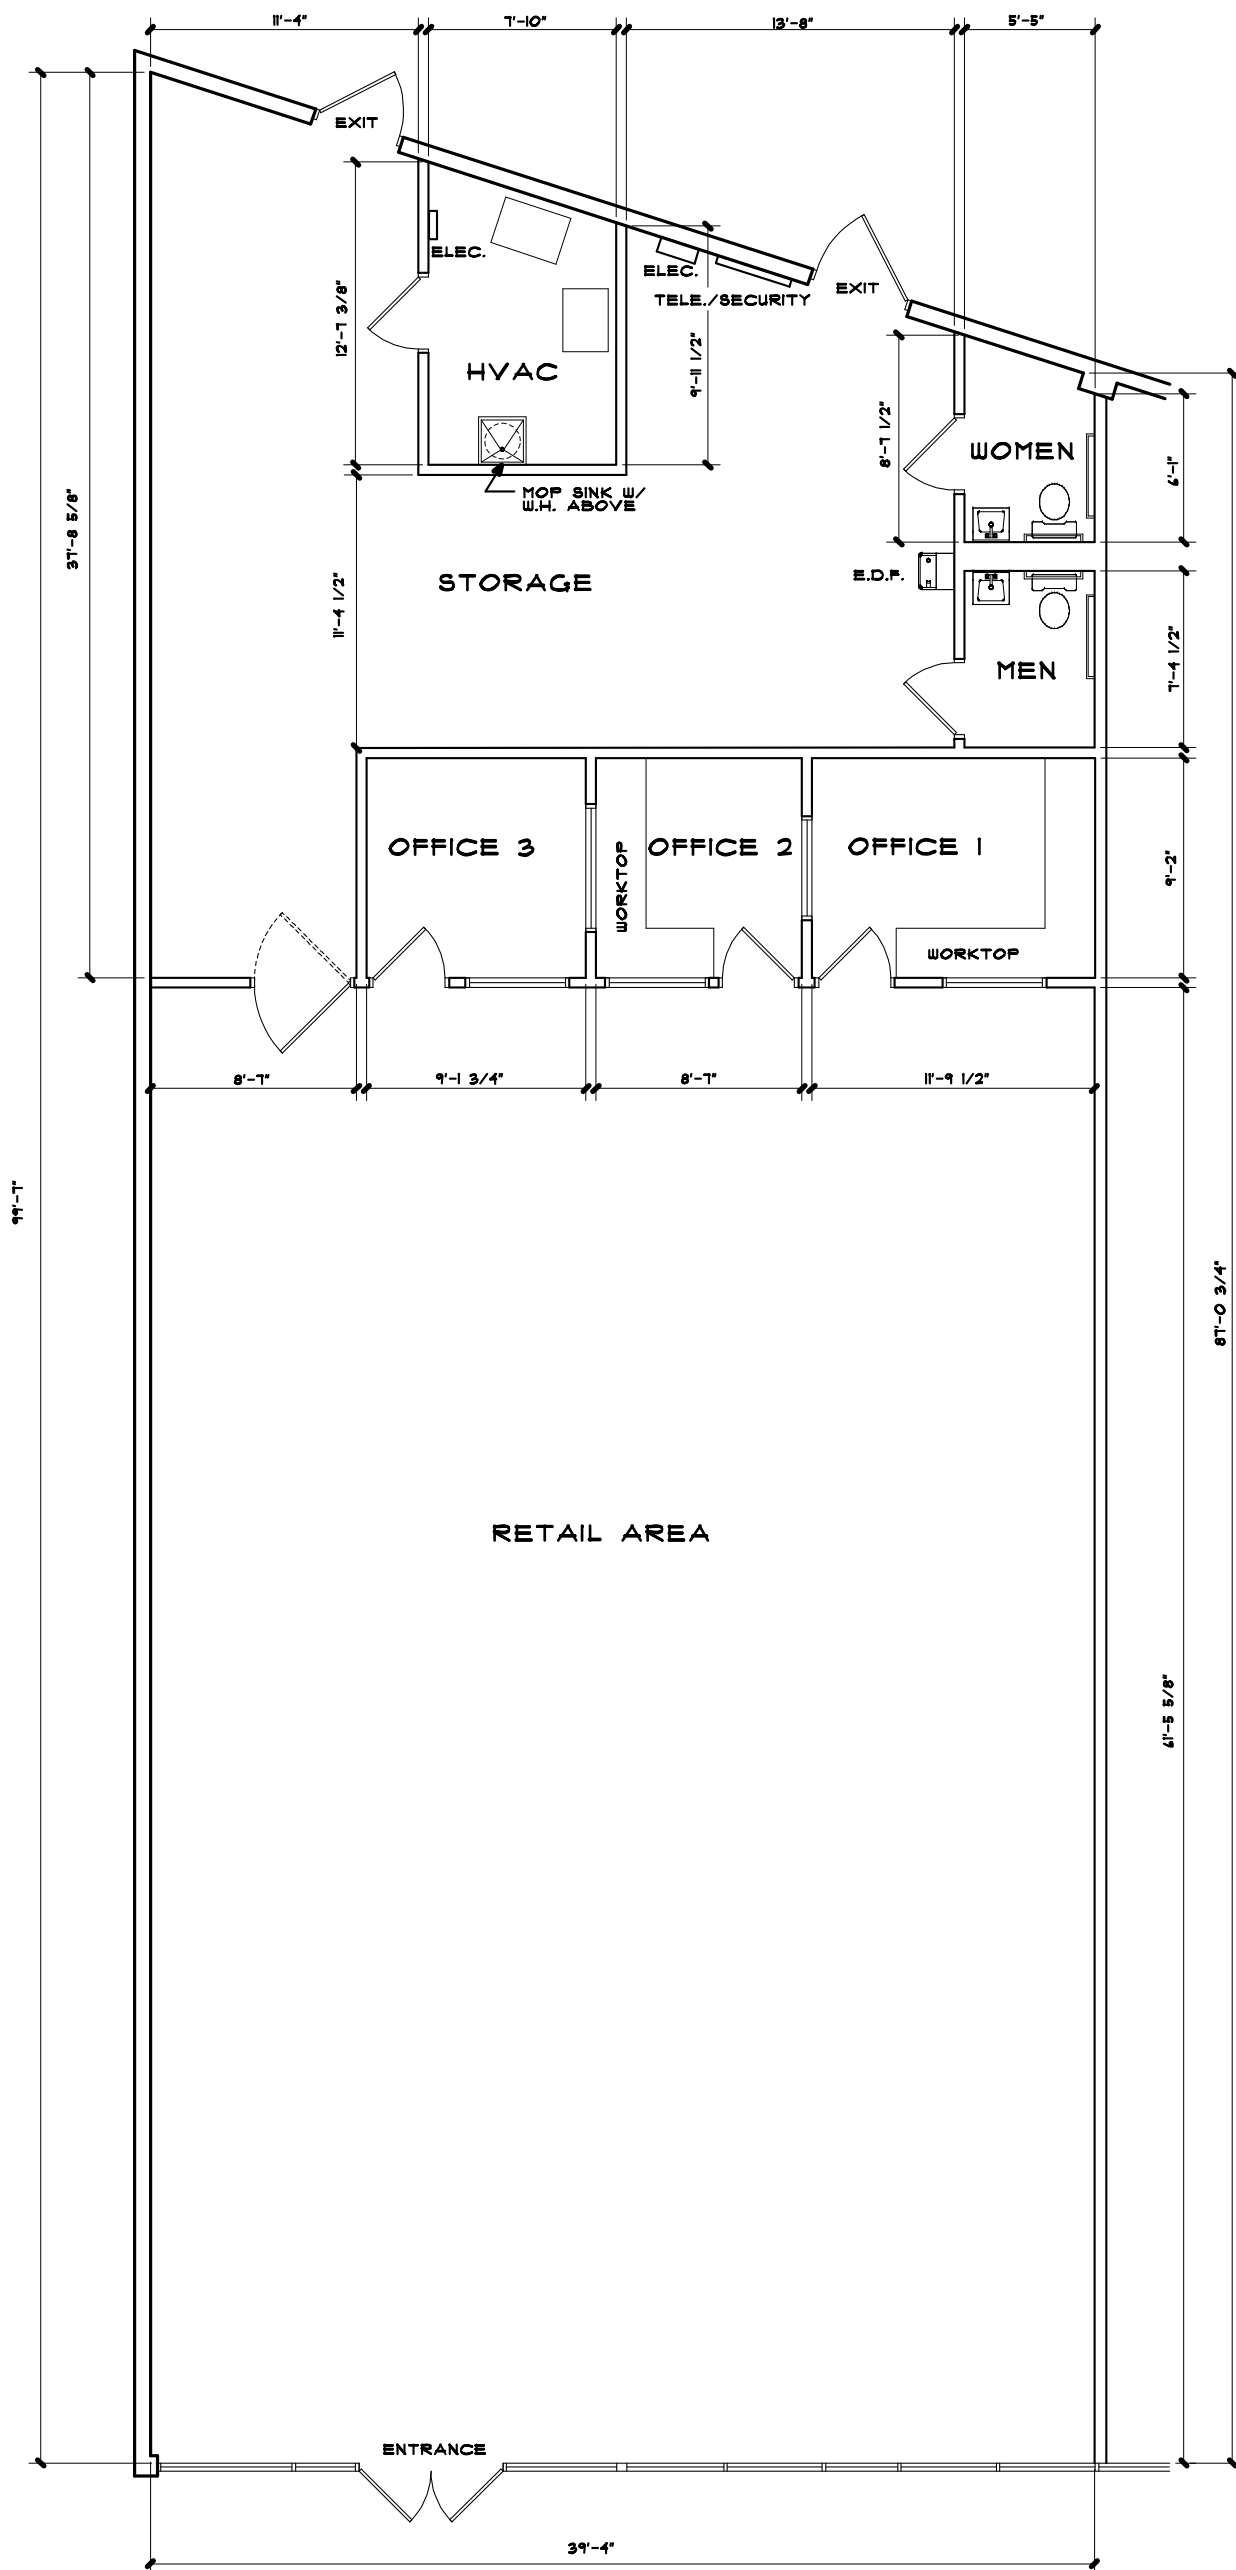 11'-4" 7'-10" 13'-8" 5'-5"
EXIT
ELEC.
ELEC.
TELE./SECURITY
EXIT
12'-7 3/8"
9'-11 1/2"
HVAC
8'-7 1/2"
WOMEN
6'-1"
MOP SINK W/
W.H. ABOVE
37'-8 5/8"
STORAGE
E.D.F.
11'-4 1/2"
MEN
7'-4 1/2"
OFFICE 3
WORKTOP
OFFICE 2
OFFICE 1
9'-2"
WORKTOP
8'-7" 9'-1 3/4" 8'-7" 11'-9 1/2"
99'-7"
87'-0 3/4"
RETAIL AREA
61'-5 5/8"
ENTRANCE
39'-4"